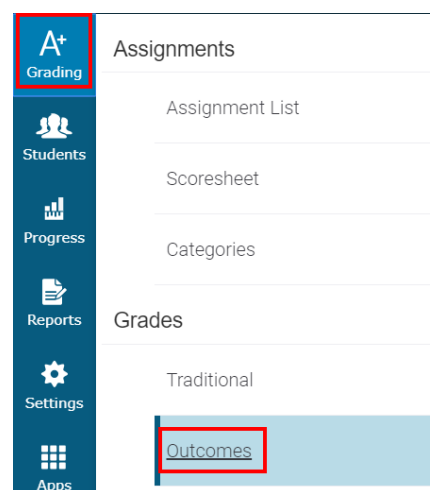 A+
Grading
Students
Progress
Reports
Settings
Apps
Assignments
Assignment List
Scoresheet
Categories
Grades
Traditional
Outcomes